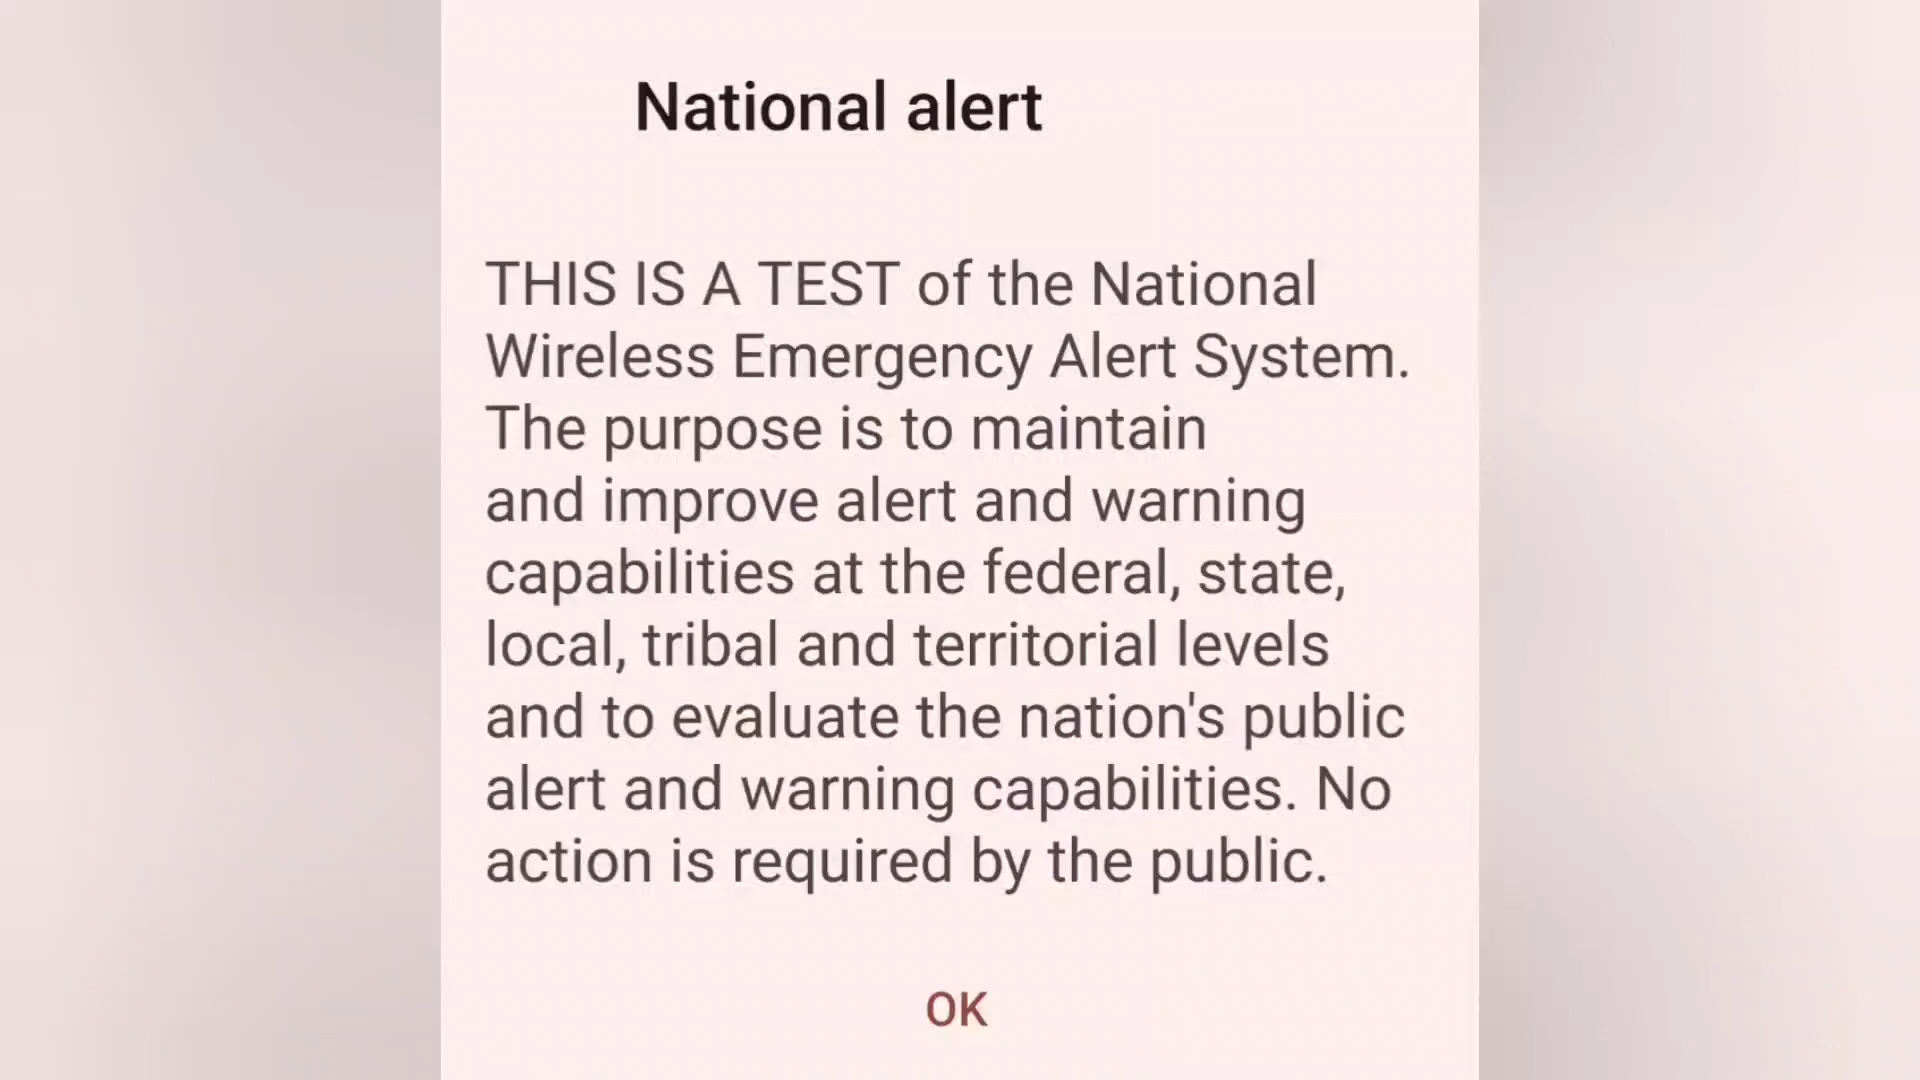 National alert
THIS IS A TEST of the National
Wireless Emergency Alert System.
The purpose is to maintain
and improve alert and warning
capabilities at the federal, state,
local, tribal and territorial levels
and to evaluate the nation's public
alert and warning capabilities. No
action is required by the public.
OK